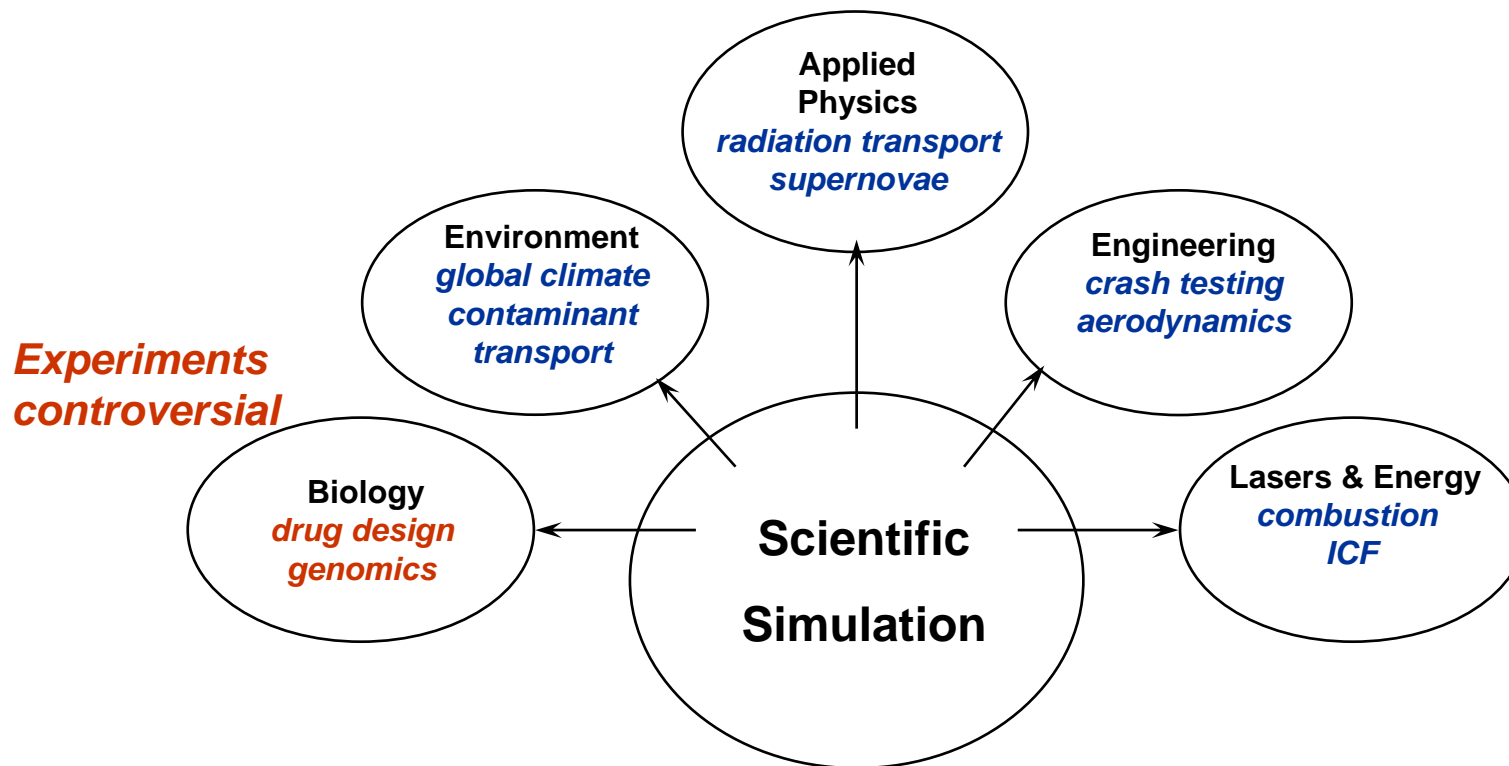 Applied
Physics
radiation transport
supernovae
Environment
global climate
contaminant
transport
Engineering
crash testing
aerodynamics
Experiments
controversial
Biology
drug design
genomics
Lasers & Energy
combustion
ICF
Scientific
Simulation